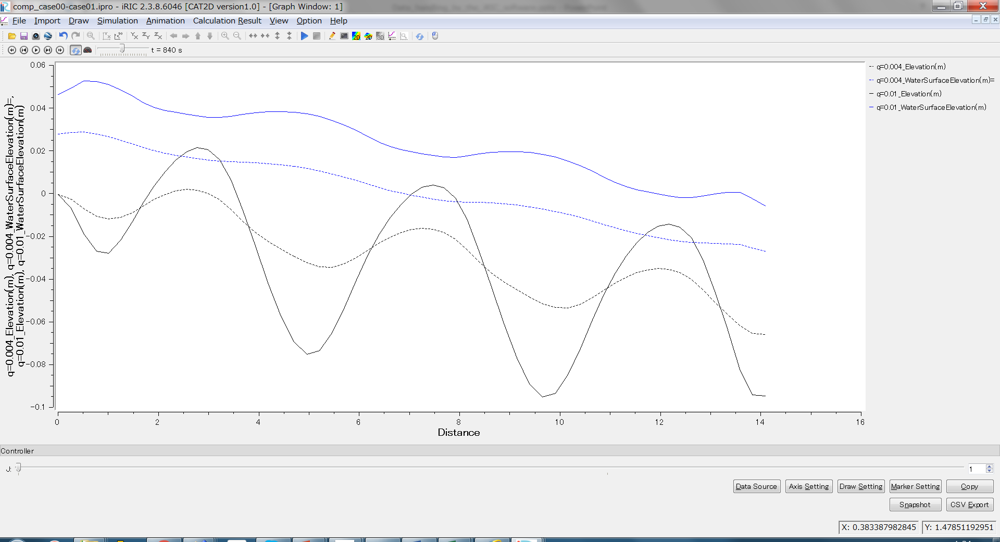 comp_case00-case01.ipro - iRIC 2.3.8.6046 [CAT2D version1.0] - [Graph Window: 1]
File Import Draw Simulation Animation Calculation Result View Option Help
t = 840 s
q=0.004_Elevation(m), q=0.004_WaterSurfaceElevation(m)=,
q=0.01_Elevation(m), q=0.01_WaterSurfaceElevation(m)
0.06
0.04
0.02
0
-0.02
-0.04
-0.06
-0.08
-0.1
0 2 4 6 8 10 12 14 16
Distance
q=0.004_Elevation(m)
q=0.004_WaterSurfaceElevation(m)=
q=0.01_Elevation(m)
q=0.01_WaterSurfaceElevation(m)
Controller
J: 1
Data Source Axis Setting Draw Setting Marker Setting Copy
Snapshot CSV Export
X: 0.383387982845 Y: 1.47851192951